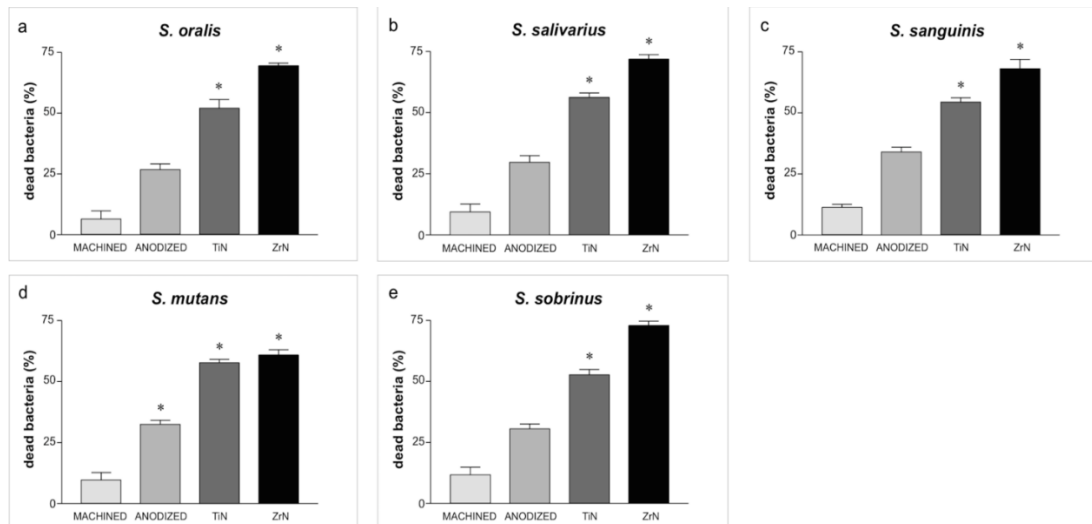 a
S. oralis
dead bacteria (%)
75
50
25
0
*
*
MACHINED ANODIZED TiN ZrN
b
S. salivarius
dead bacteria (%)
75
50
25
0
*
*
MACHINED ANODIZED TiN ZrN
c
S. sanguinis
dead bacteria (%)
75
50
25
0
*
*
MACHINED ANODIZED TiN ZrN
d
S. mutans
dead bacteria (%)
75
50
25
0
*
*
*
MACHINED ANODIZED TiN ZrN
e
S. sobrinus
dead bacteria (%)
75
50
25
0
*
*
MACHINED ANODIZED TiN ZrN